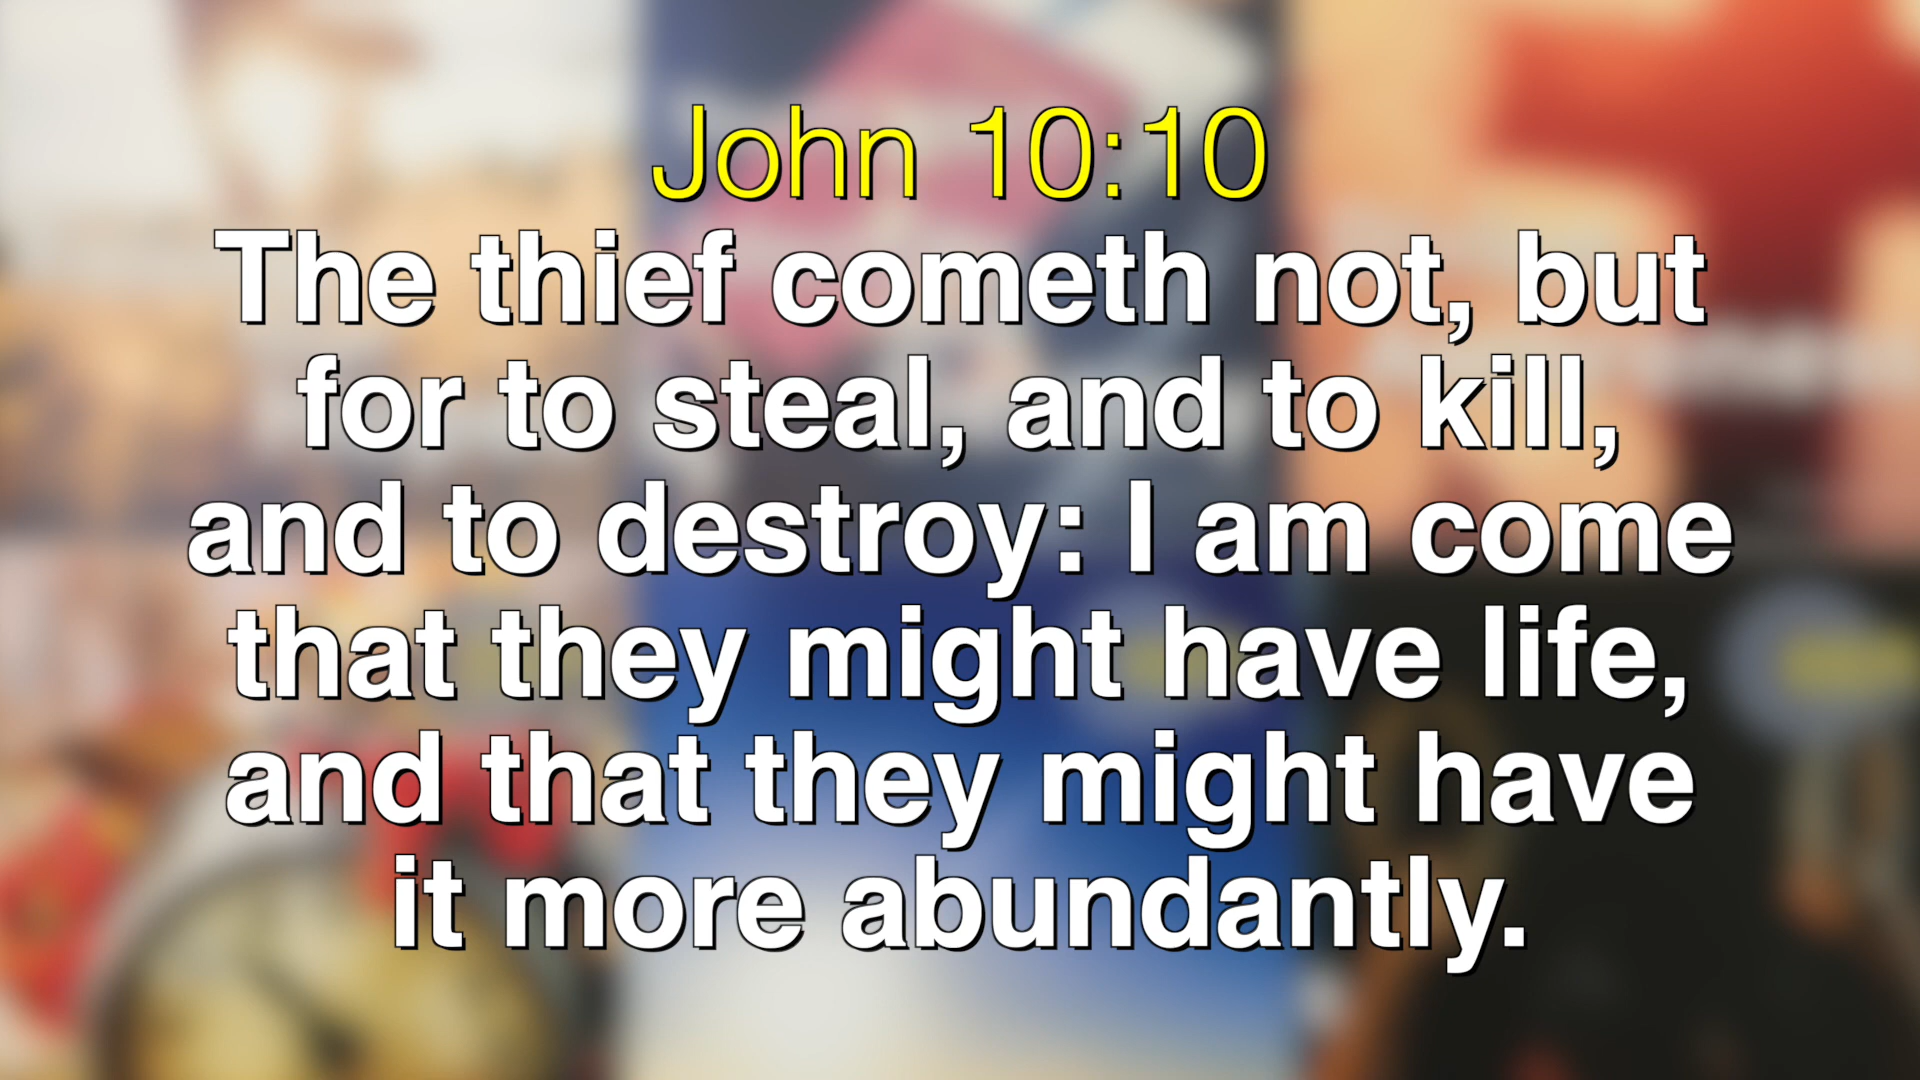 John 10:10
The thief cometh not, but
for to steal, and to kill,
and to destroy: I am come
that they might have life,
and that they might have
it more abundantly.